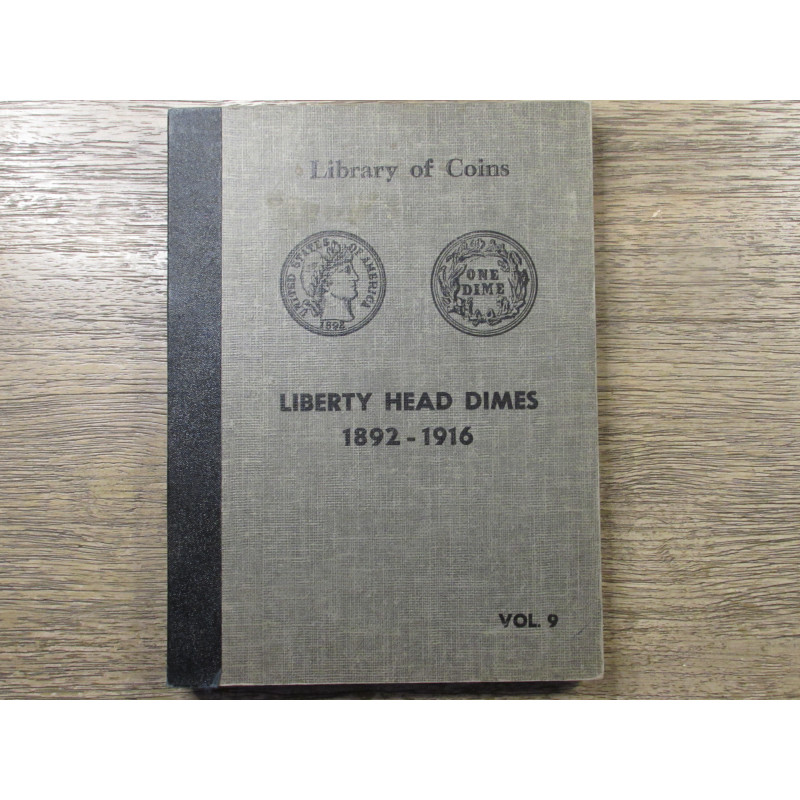 Library of Coins
UNITED STATES OF AMERICA
1892
ONE
DIME
LIBERTY HEAD DIMES
1892 - 1916
VOL. 9